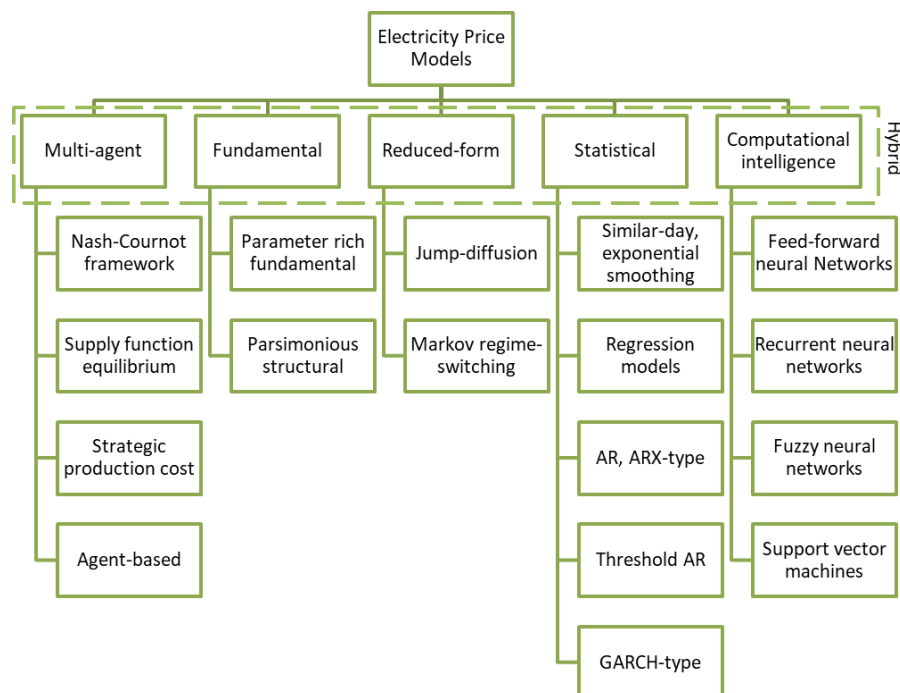 Electricity Price
Models
Hybrid
Multi-agent
Fundamental
Reduced-form
Statistical
Computational
intelligence
Nash-Cournot
framework
Supply function
equilibrium
Strategic
production cost
Agent-based
Parameter rich
fundamental
Parsimonious
structural
Jump-diffusion
Markov regime-
switching
Similar-day,
exponential
smoothing
Regression
models
AR, ARX-type
Threshold AR
GARCH-type
Feed-forward
neural Networks
Recurrent neural
networks
Fuzzy neural
networks
Support vector
machines